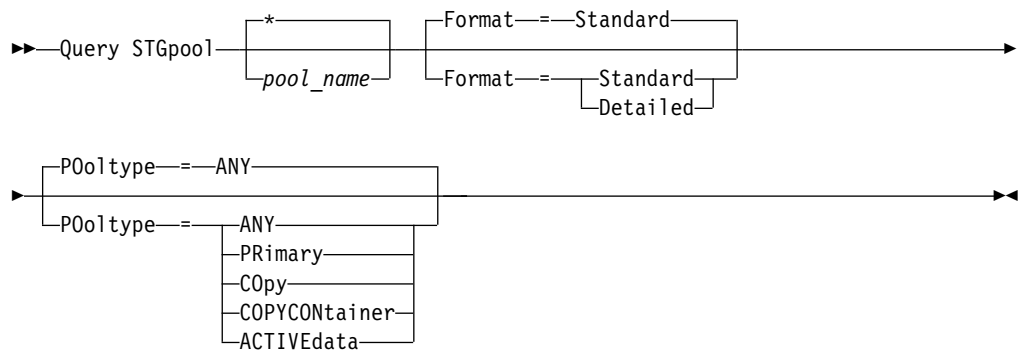 * Format = Standard
Query STGpool
pool_name Format = Standard
Detailed
POoltype = ANY
POoltype = ANY
PRimary
COpy
COPYCONtainer
ACTIVEdata